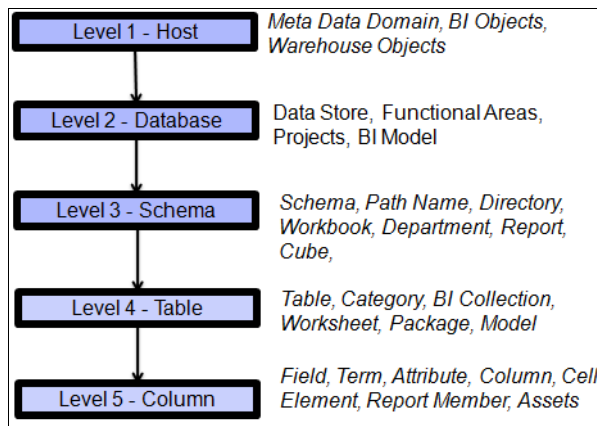 Level 1 - Host
Meta Data Domain, BI Objects,
Warehouse Objects
Level 2 - Database
Data Store, Functional Areas,
Projects, BI Model
Level 3 - Schema
Schema, Path Name, Directory,
Workbook, Department, Report,
Cube,
Level 4 - Table
Table, Category, BI Collection,
Worksheet, Package, Model
Level 5 - Column
Field, Term, Attribute, Column, Cell
Element, Report Member, Assets